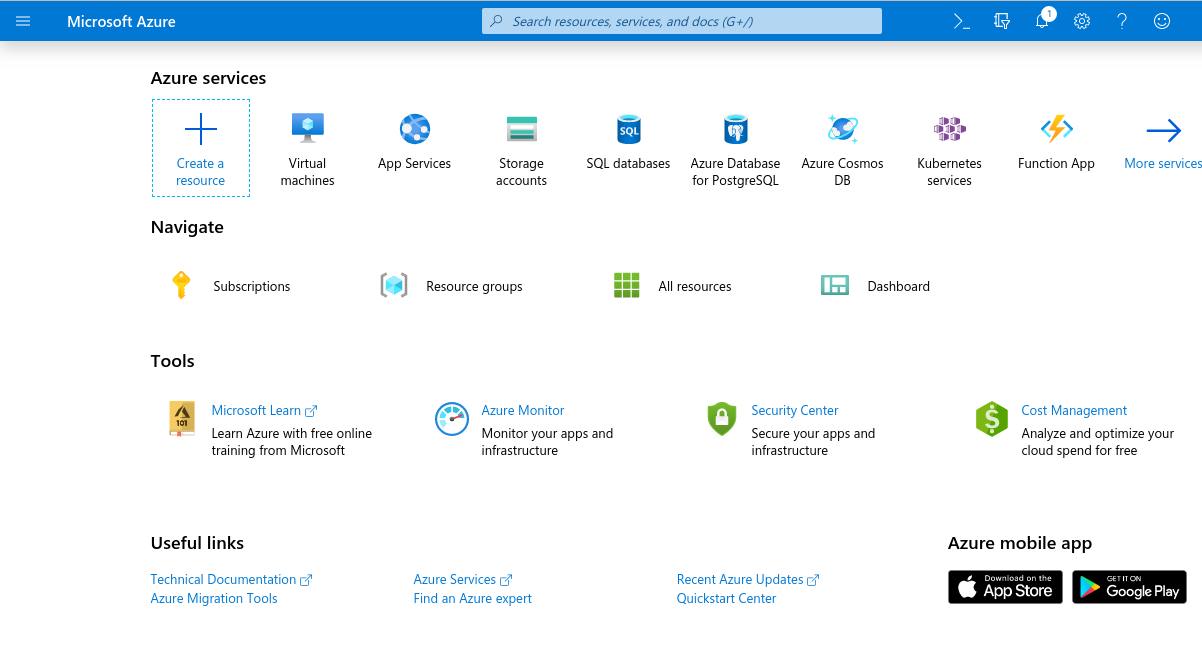 Microsoft Azure
Search resources, services, and docs (G+/)
1
Azure services
Create a
resource
Virtual
machines
App Services
Storage
accounts
SQL
SQL databases
Azure Database
for PostgreSQL
Azure Cosmos
DB
Kubernetes
services
Function App
More services
Navigate
Subscriptions
Resource groups
All resources
Dashboard
Tools
101
Microsoft Learn
Learn Azure with free online
training from Microsoft
Azure Monitor
Monitor your apps and
infrastructure
Security Center
Secure your apps and
infrastructure
$
Cost Management
Analyze and optimize your
cloud spend for free
Useful links
Technical Documentation
Azure Migration Tools
Azure Services
Find an Azure expert
Recent Azure Updates
Quickstart Center
Azure mobile app
Download on the
App Store
GET IT ON
Google Play